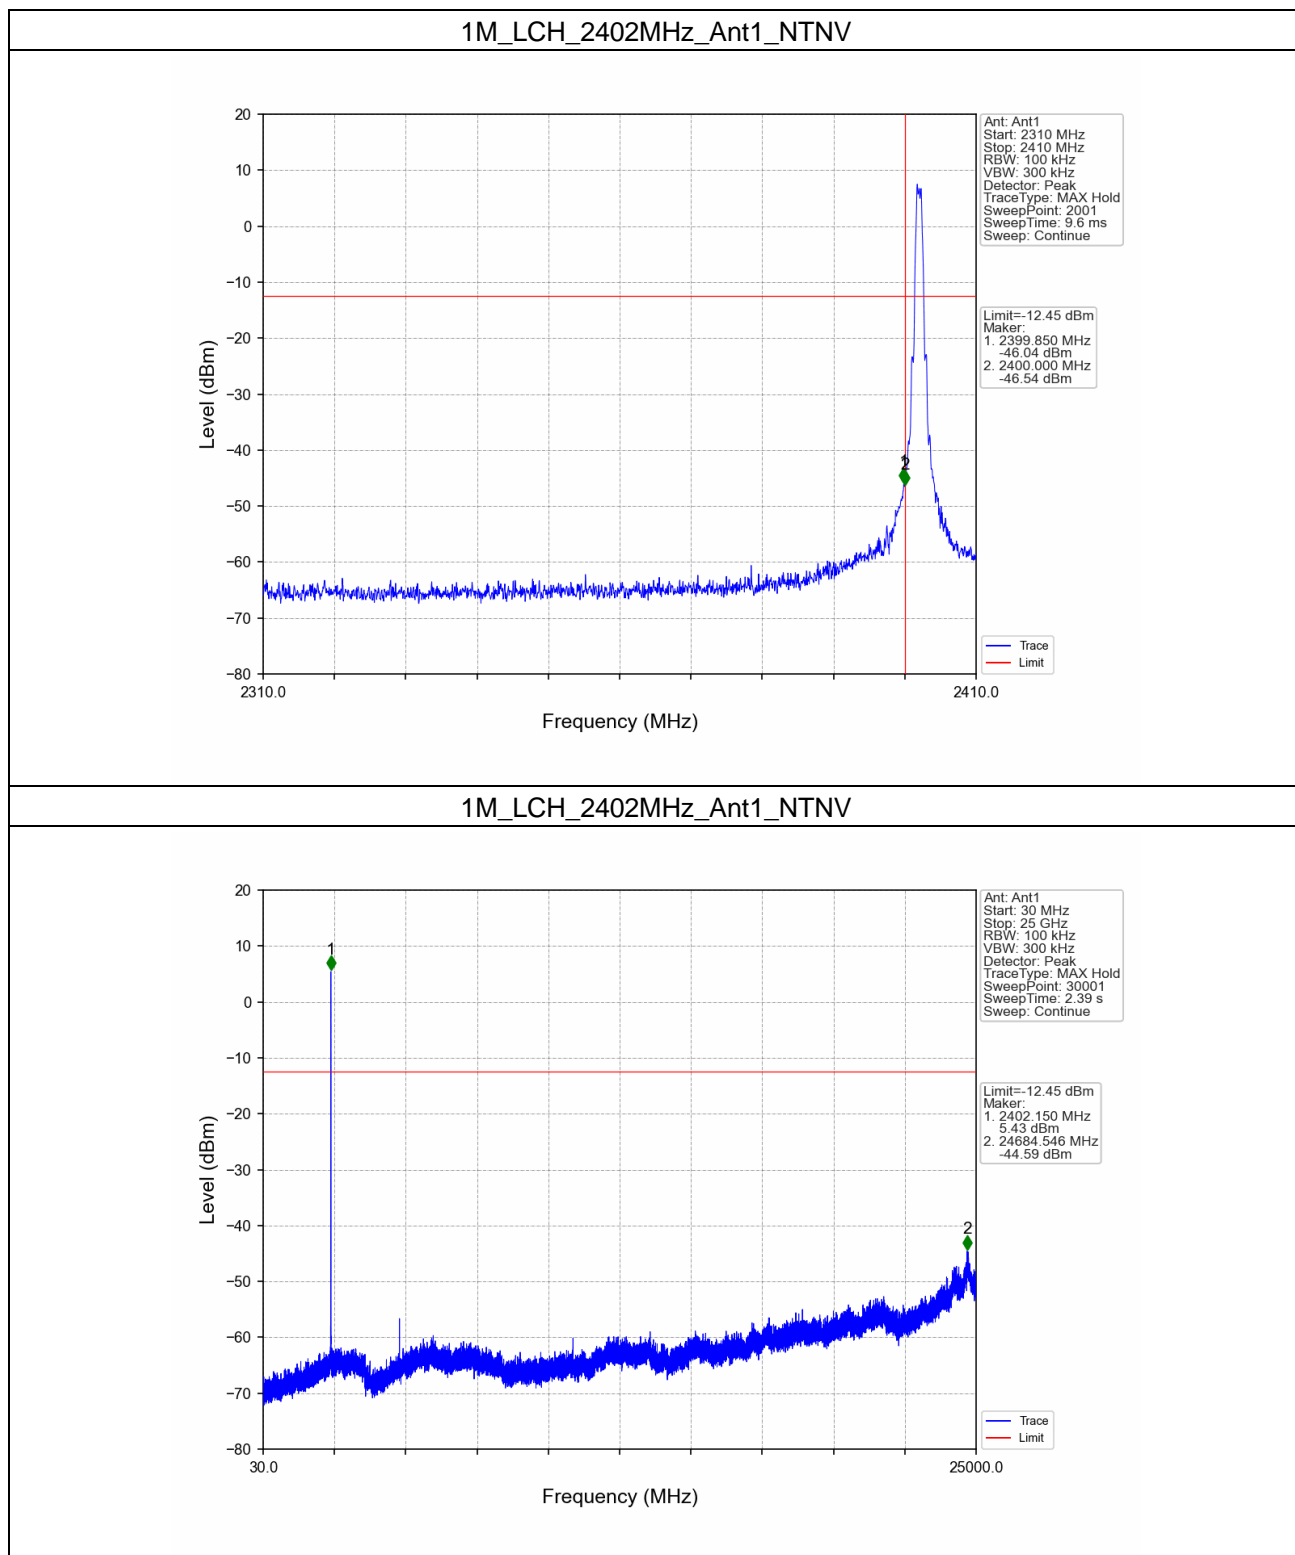 1M_LCH_2402MHz_Ant1_NTNV
20
10
0
−10
−20
−30
−40
−50
−60
−70
−80
Level (dBm)
2310.0
2410.0
Frequency (MHz)
1
2
Ant: Ant1
Start: 2310 MHz
Stop: 2410 MHz
RBW: 100 kHz
VBW: 300 kHz
Detector: Peak
TraceType: MAX Hold
SweepPoint: 2001
SweepTime: 9.6 ms
Sweep: Continue
Limit=-12.45 dBm
Maker:
1. 2399.850 MHz
-46.04 dBm
2. 2400.000 MHz
-46.54 dBm
Trace
Limit
1M_LCH_2402MHz_Ant1_NTNV
20
10
0
−10
−20
−30
−40
−50
−60
−70
−80
Level (dBm)
30.0
25000.0
Frequency (MHz)
1
2
Ant: Ant1
Start: 30 MHz
Stop: 25 GHz
RBW: 100 kHz
VBW: 300 kHz
Detector: Peak
TraceType: MAX Hold
SweepPoint: 30001
SweepTime: 2.39 s
Sweep: Continue
Limit=-12.45 dBm
Maker:
1. 2402.150 MHz
5.43 dBm
2. 24684.546 MHz
-44.59 dBm
Trace
Limit